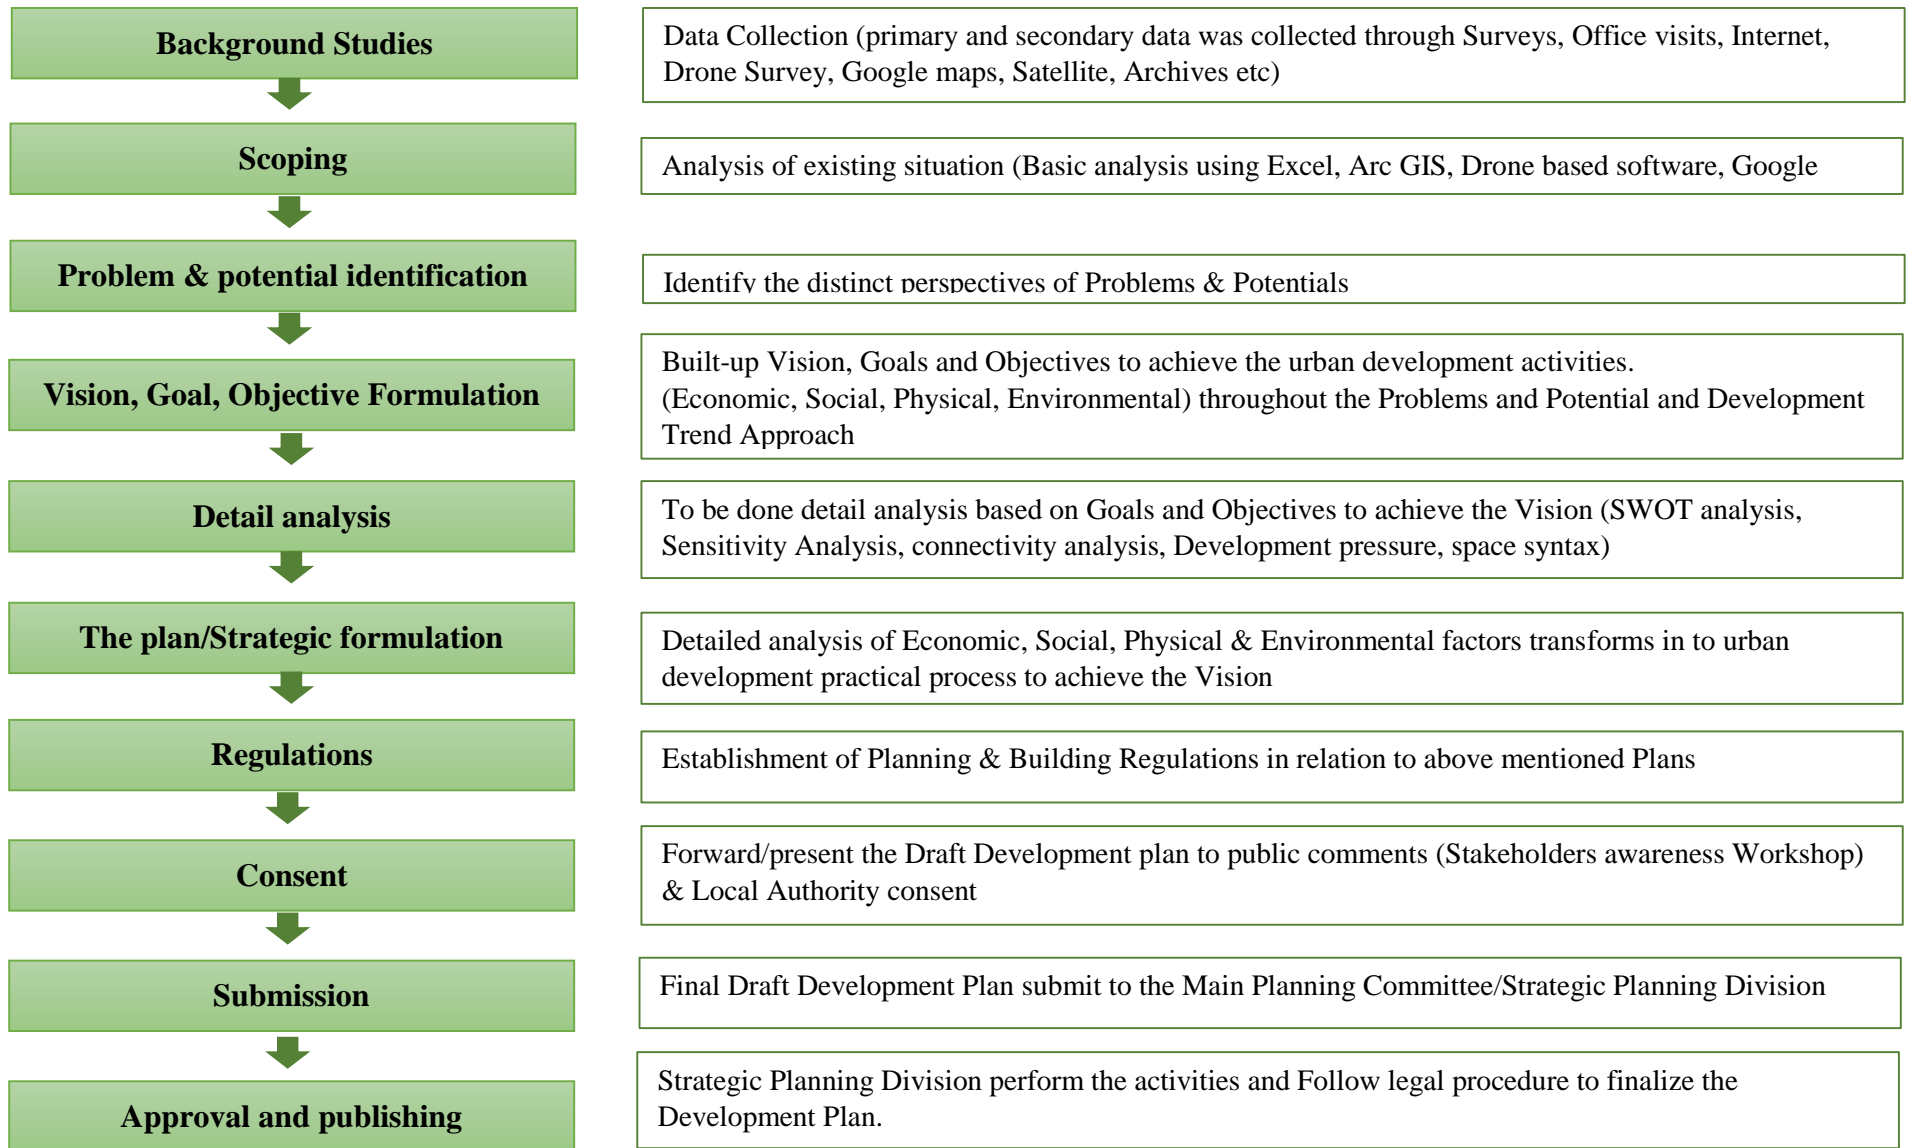 Background Studies
Data Collection (primary and secondary data was collected through Surveys, Office visits, Internet,
Drone Survey, Google maps, Satellite, Archives etc)
Scoping
Analysis of existing situation (Basic analysis using Excel, Arc GIS, Drone based software, Google
Problem & potential identification
Identify the distinct perspectives of Problems & Potentials
Vision, Goal, Objective Formulation
Built-up Vision, Goals and Objectives to achieve the urban development activities.
(Economic, Social, Physical, Environmental) throughout the Problems and Potential and Development
Trend Approach
Detail analysis
To be done detail analysis based on Goals and Objectives to achieve the Vision (SWOT analysis,
Sensitivity Analysis, connectivity analysis, Development pressure, space syntax)
The plan/Strategic formulation
Detailed analysis of Economic, Social, Physical & Environmental factors transforms in to urban
development practical process to achieve the Vision
Regulations
Establishment of Planning & Building Regulations in relation to above mentioned Plans
Consent
Forward/present the Draft Development plan to public comments (Stakeholders awareness Workshop)
& Local Authority consent
Submission
Final Draft Development Plan submit to the Main Planning Committee/Strategic Planning Division
Approval and publishing
Strategic Planning Division perform the activities and Follow legal procedure to finalize the
Development Plan.